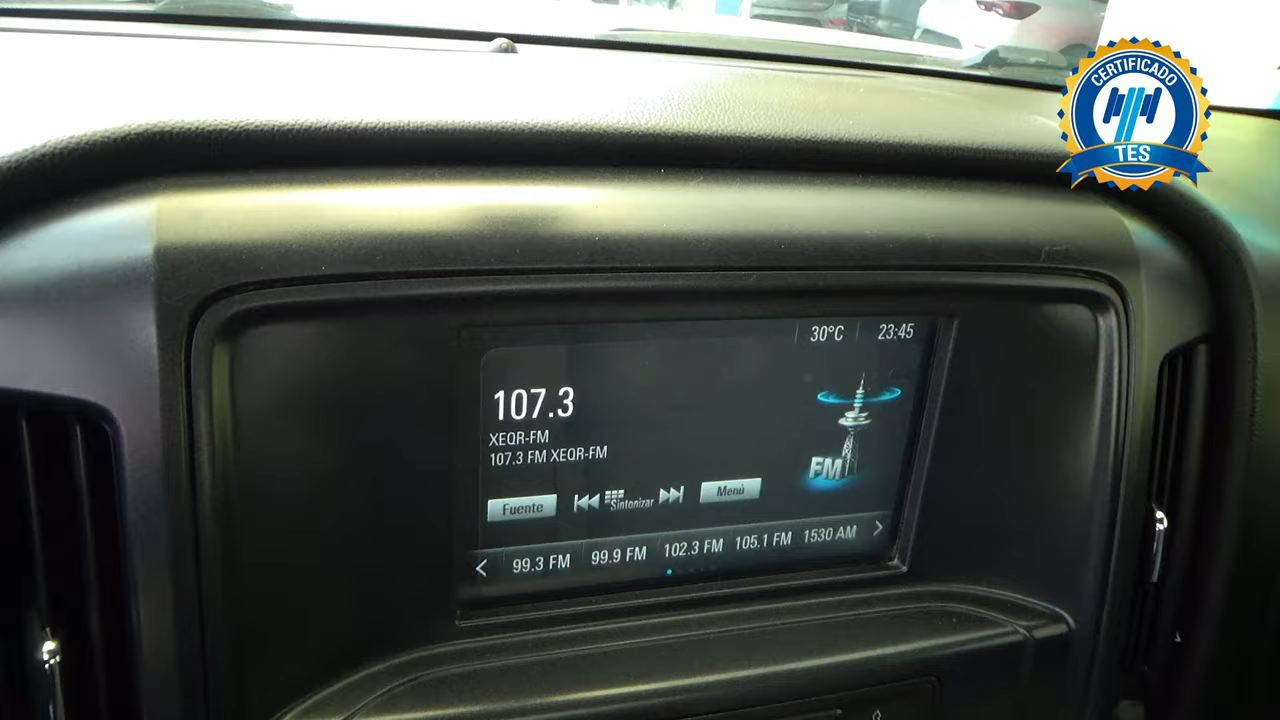 CERTIFICADO
TES
30°C 23:45
107.3
XEQR-FM
107.3 FM XEQR-FM
FM
Fuente Sintonizar Menú
< 99.3 FM 99.9 FM 102.3 FM 105.1 FM 1530 AM >